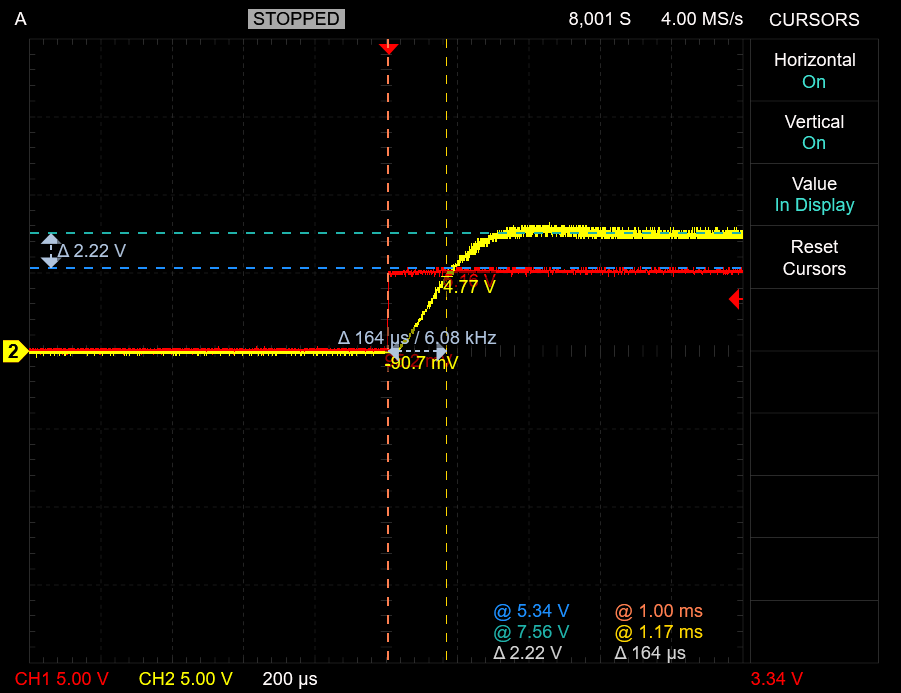 A STOPPED 8,001 S 4.00 MS/s CURSORS
Horizontal
On
Vertical
On
Value
In Display
Reset
Cursors
Δ 2.22 V
4.77 V
Δ 164 µs / 6.08 kHz
2
-90.7 mV
@ 5.34 V @ 1.00 ms
@ 7.56 V @ 1.17 ms
Δ 2.22 V Δ 164 µs
CH1 5.00 V CH2 5.00 V 200 µs 3.34 V